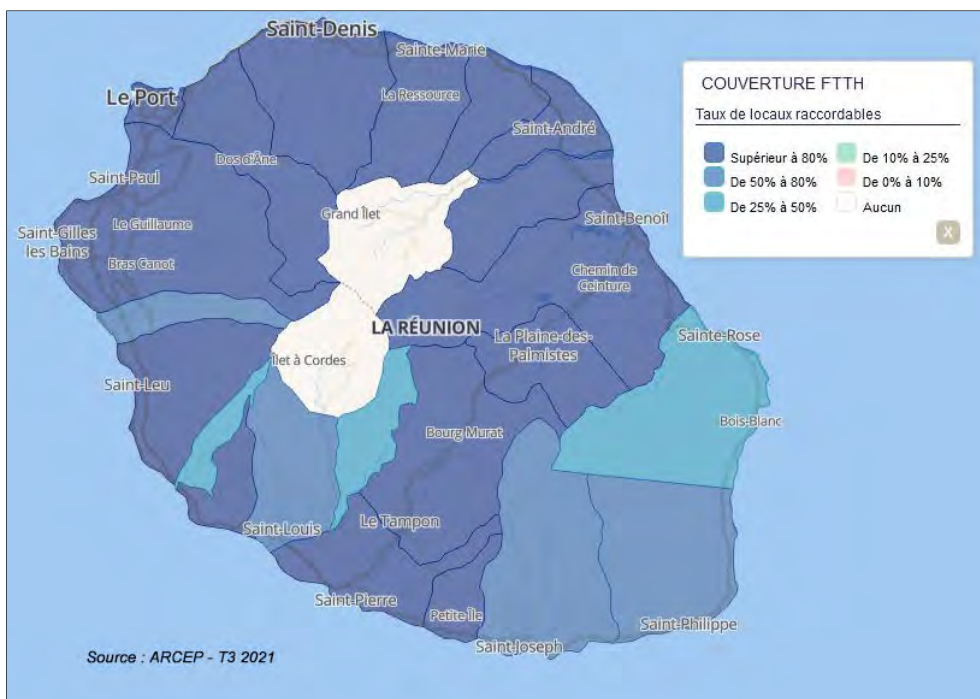 Saint-Denis
Sainte-Marie
La Ressource
Le Port
Saint-André
Dos d'Âne
Saint-Paul
Grand Îlet
Saint-Benoît
Le Guillaume
Saint-Gilles
les Bains
Bras Canot
Chemin de
Ceinture
LA RÉUNION
La Plaine-des-
Palmistes
Sainte-Rose
Îlet à Cordes
Saint-Leu
Bois-Blanc
Bourg Murat
Le Tampon
Saint-Louis
Saint-Pierre
Petite Île
Saint-Philippe
Saint-Joseph
Source : ARCEP - T3 2021
COUVERTURE FTTH
Taux de locaux raccordables
Supérieur à 80%
De 50% à 80%
De 25% à 50%
De 10% à 25%
De 0% à 10%
Aucun
X